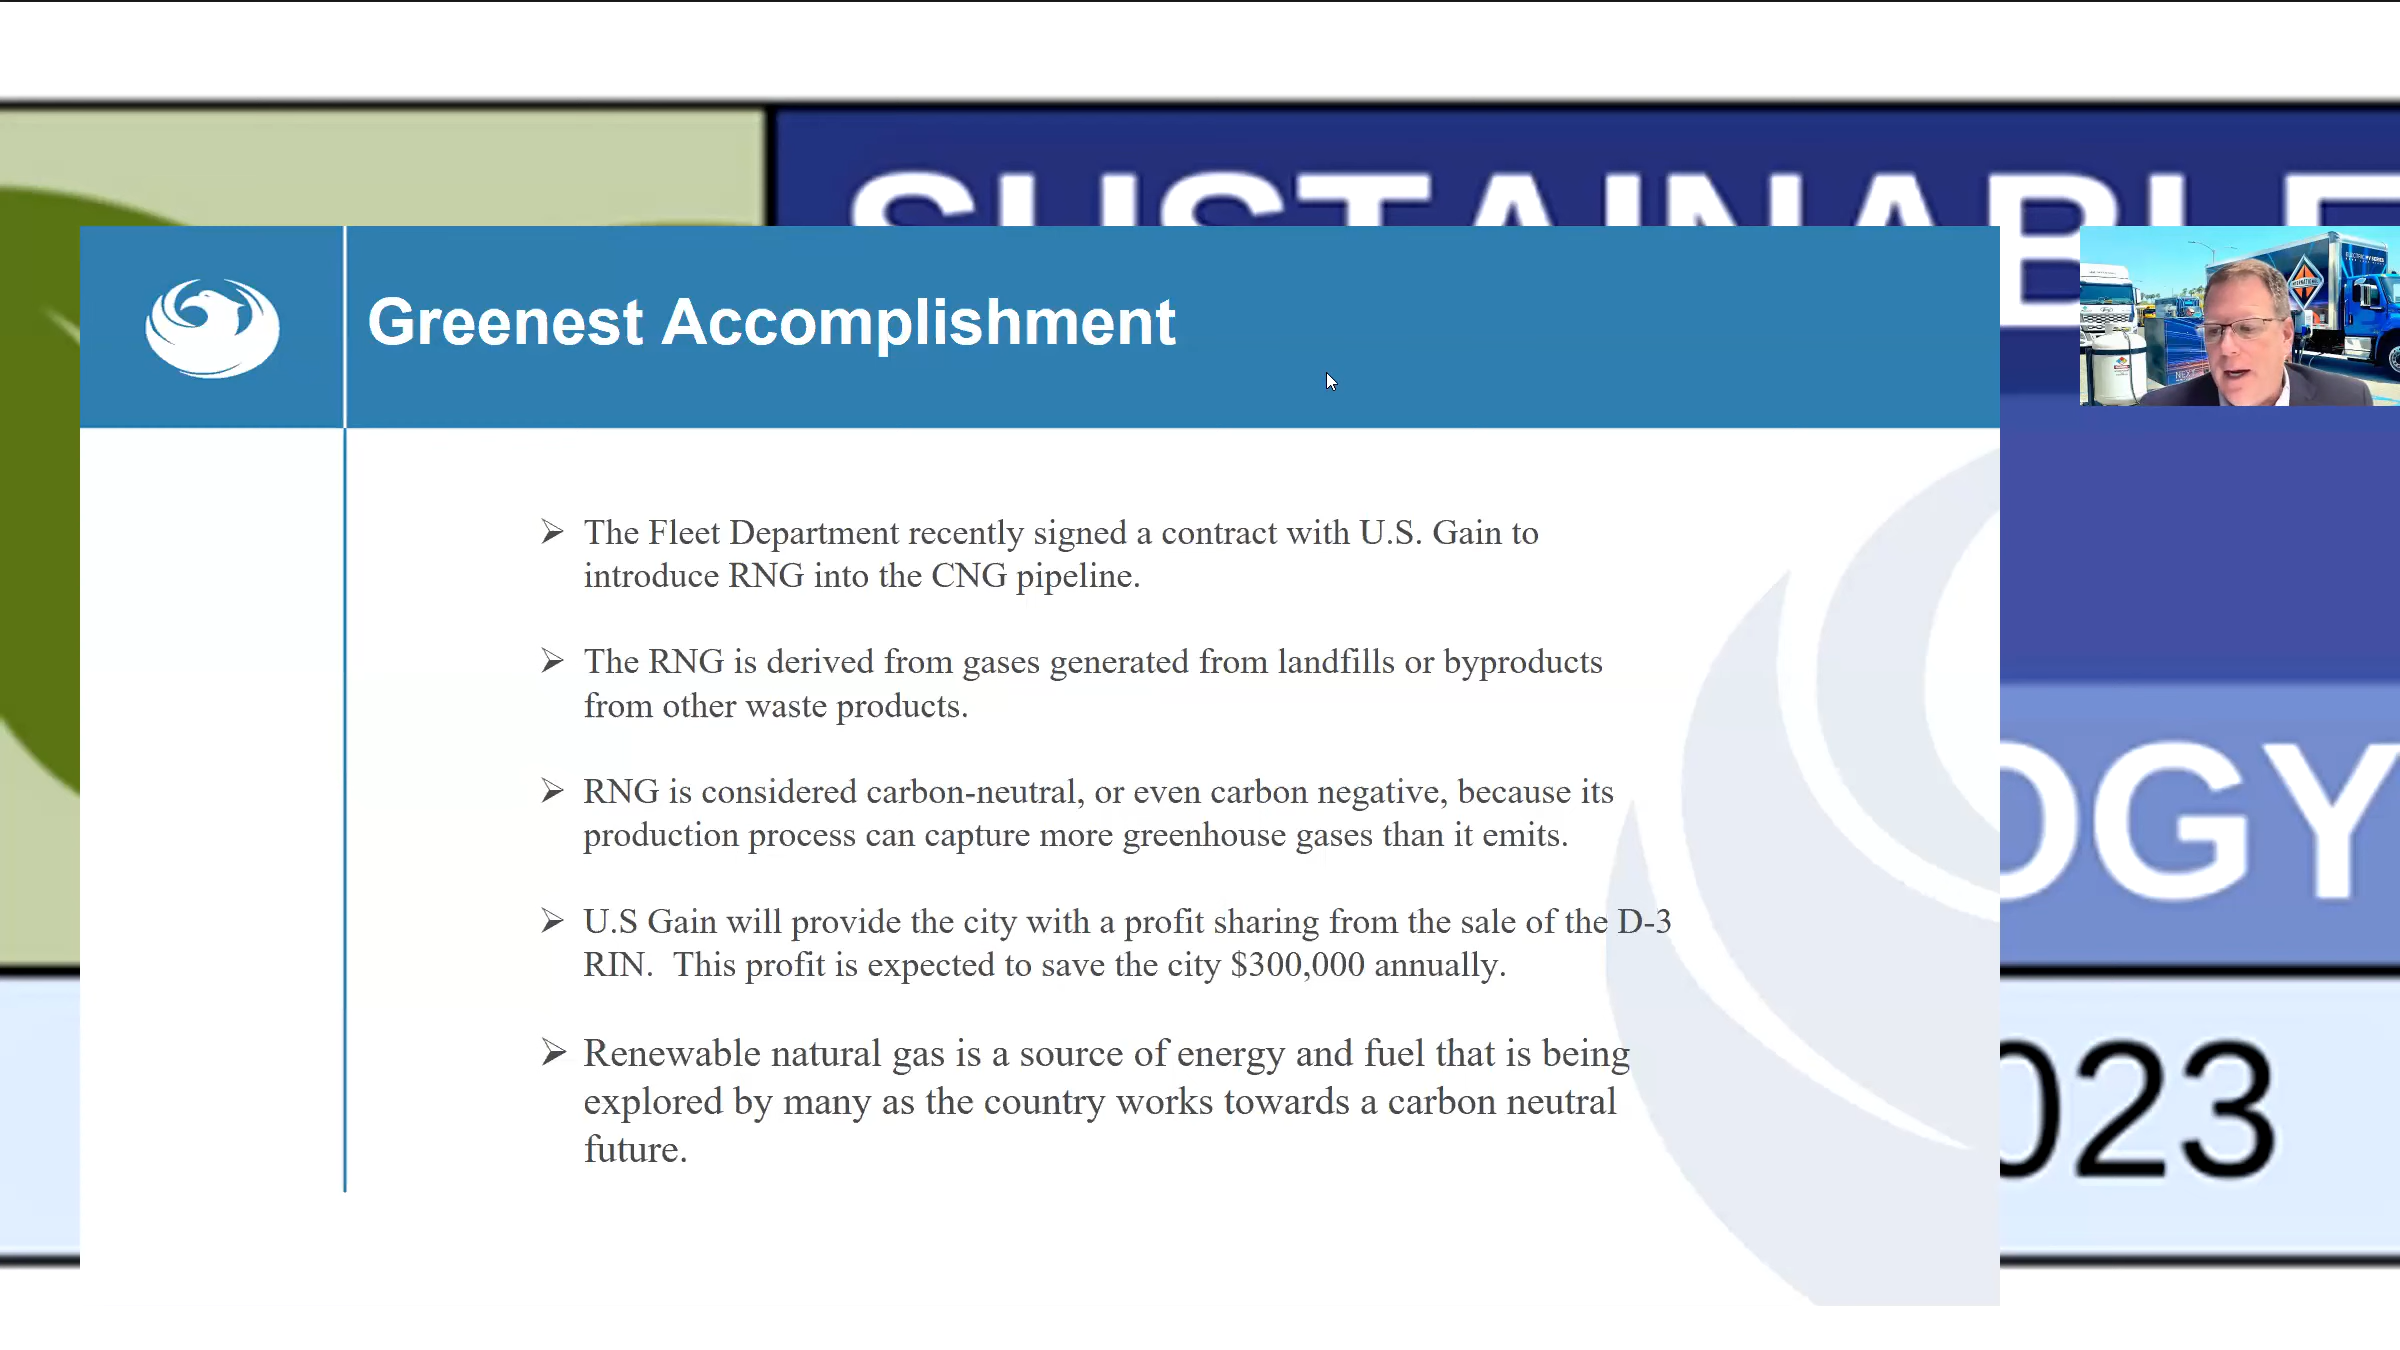 SUSTAINABLE
Greenest Accomplishment
The Fleet Department recently signed a contract with U.S. Gain to
introduce RNG into the CNG pipeline.
The RNG is derived from gases generated from landfills or byproducts
from other waste products.
RNG is considered carbon-neutral, or even carbon negative, because its
production process can capture more greenhouse gases than it emits.
U.S Gain will provide the city with a profit sharing from the sale of the D-3
RIN.  This profit is expected to save the city $300,000 annually.
Renewable natural gas is a source of energy and fuel that is being
explored by many as the country works towards a carbon neutral
future.
OGY
023